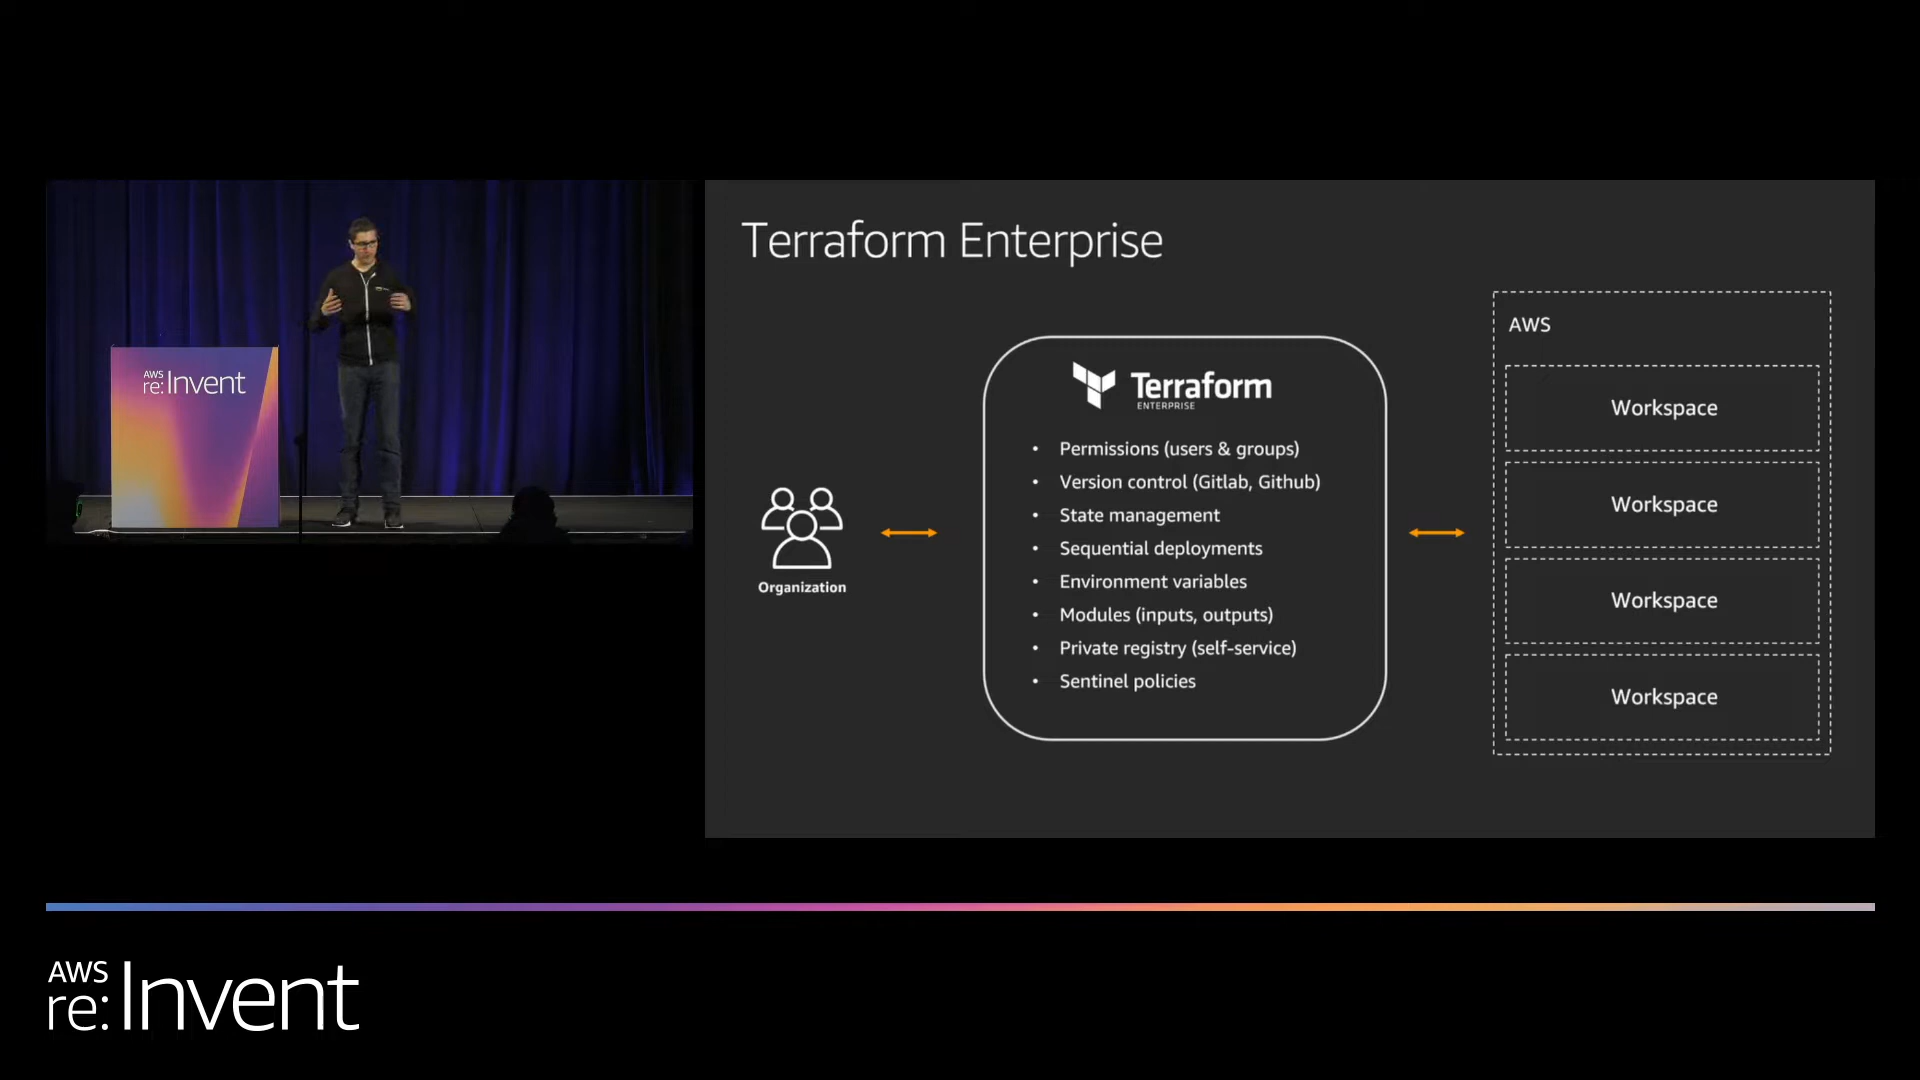 AWS
re:Invent
Terraform Enterprise
Organization
Terraform
ENTERPRISE
• Permissions (users & groups)
• Version control (Gitlab, Github)
• State management
• Sequential deployments
• Environment variables
• Modules (inputs, outputs)
• Private registry (self-service)
• Sentinel policies
AWS
Workspace
Workspace
Workspace
Workspace
AWS
re:Invent